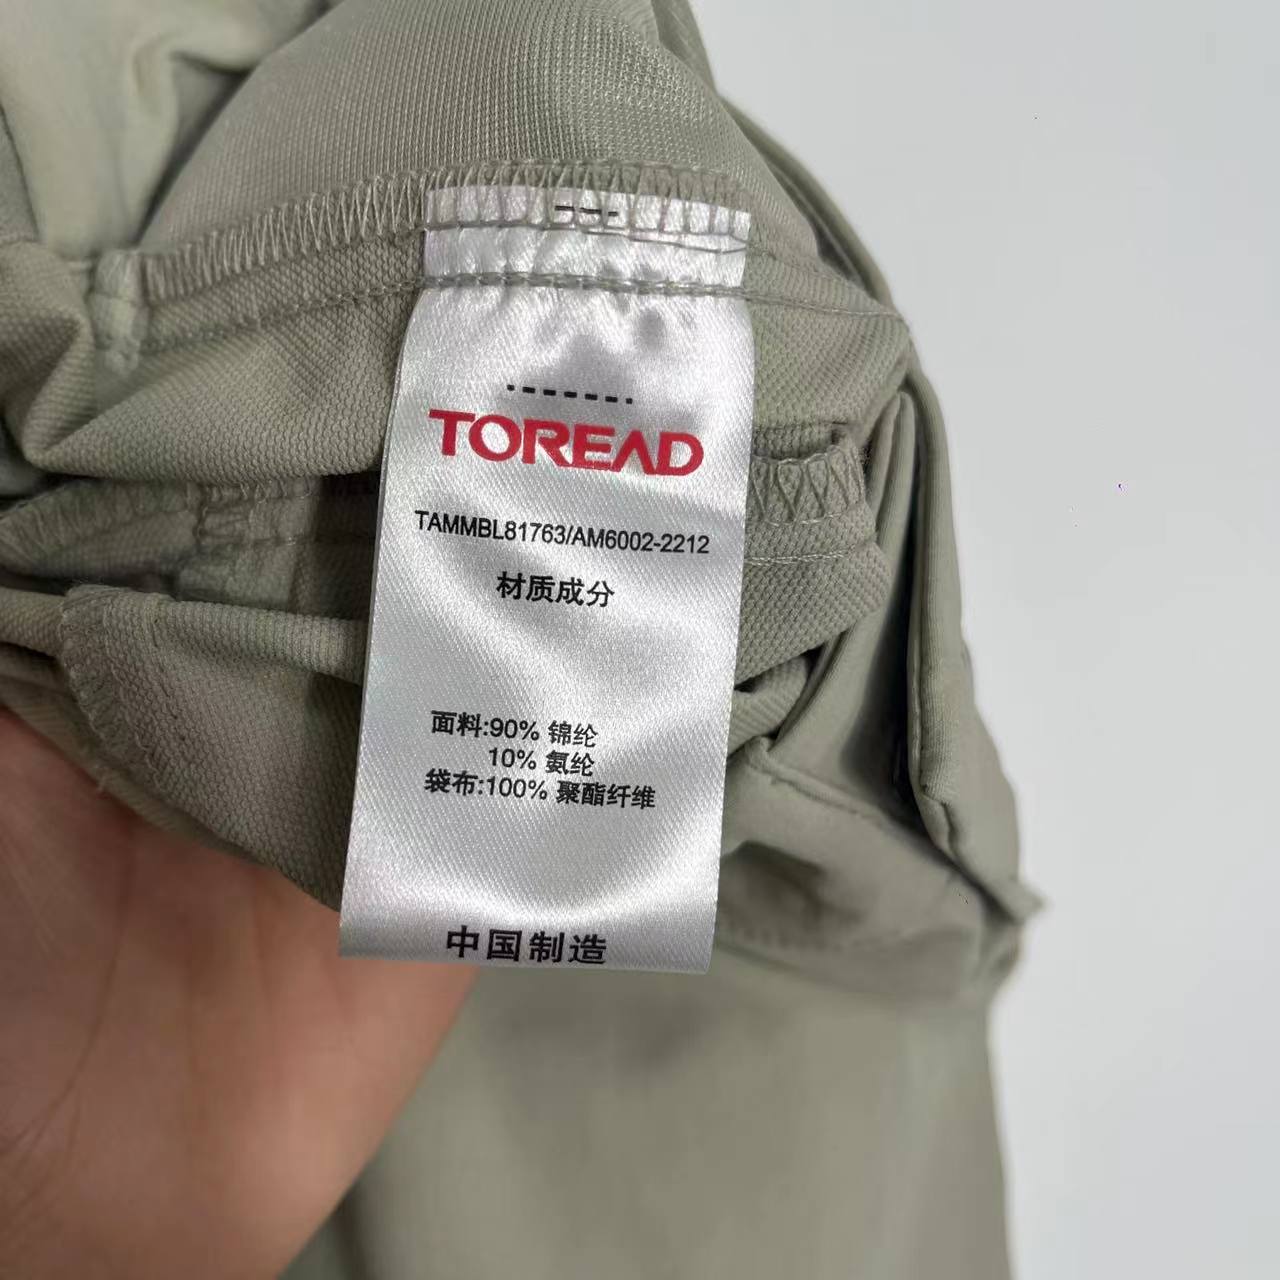 TOREAD
TAMMBL81763/AM6002-2212
材质成分
面料:90% 锦纶
10% 氨纶
袋布:100% 聚酯纤维
中国制造